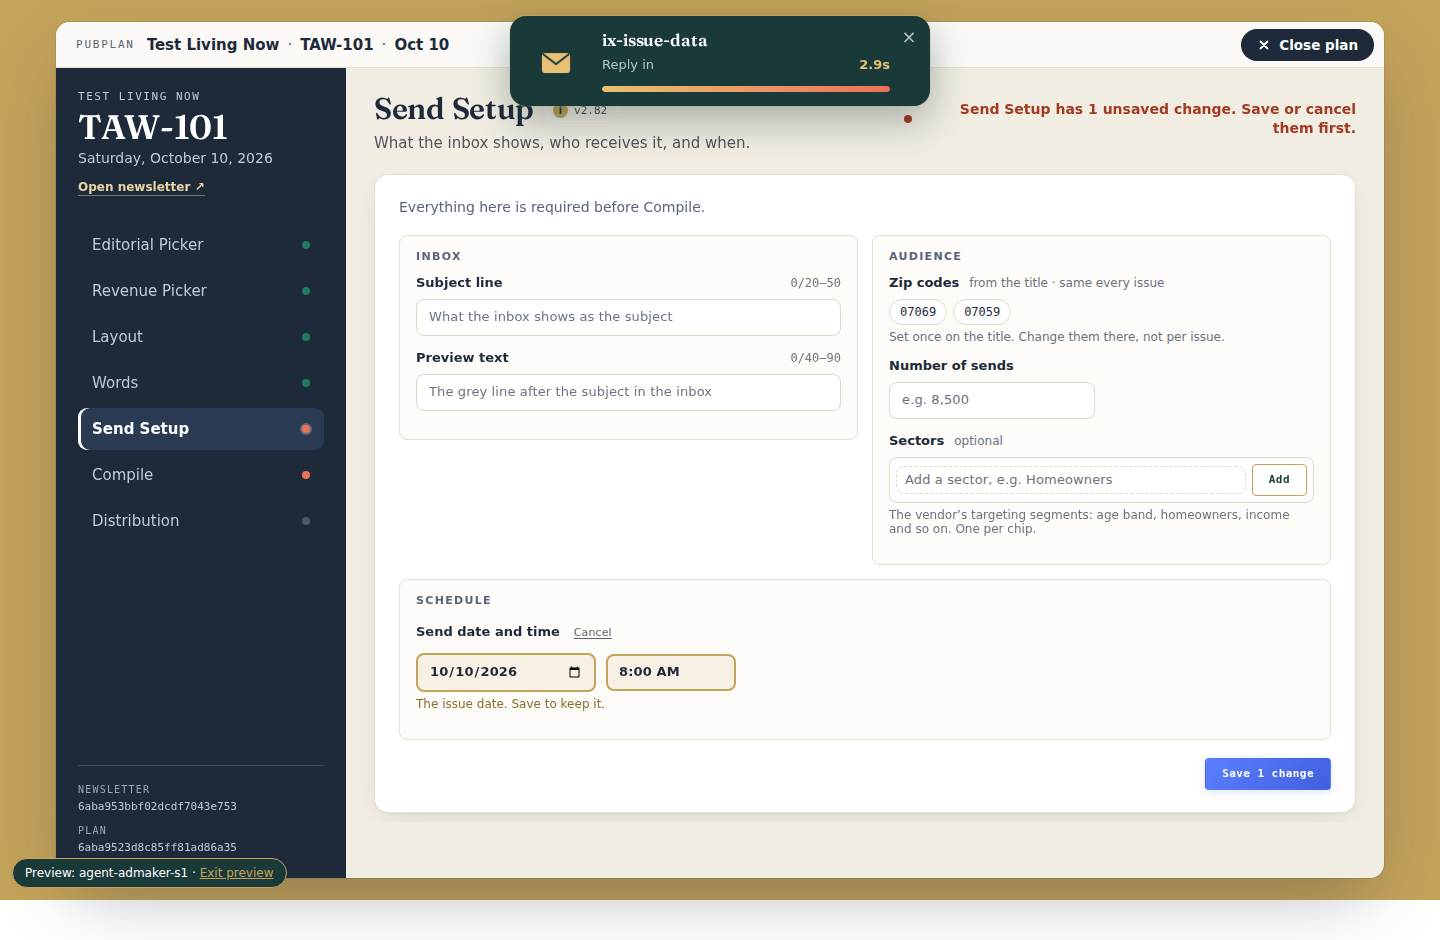 PUBPLAN Test Living Now · TAW-101 · Oct 10
ix-issue-data
Reply in 2.9s
Close plan
TEST LIVING NOW
TAW-101
Saturday, October 10, 2026
Open newsletter ↗
Editorial Picker
Revenue Picker
Layout
Words
Send Setup
Compile
Distribution
NEWSLETTER
6aba953bbf02dcdf7043e753
PLAN
6aba9523d8c85ff81ad86a35
Preview: agent-admaker-s1 · Exit preview
Send Setup v2.82
What the inbox shows, who receives it, and when.
Send Setup has 1 unsaved change. Save or cancel
them first.
Everything here is required before Compile.
INBOX
Subject line 0/20–50
What the inbox shows as the subject
Preview text 0/40–90
The grey line after the subject in the inbox
AUDIENCE
Zip codes from the title · same every issue
07069 07059
Set once on the title. Change them there, not per issue.
Number of sends
e.g. 8,500
Sectors optional
Add a sector, e.g. Homeowners Add
The vendor’s targeting segments: age band, homeowners, income
and so on. One per chip.
SCHEDULE
Send date and time Cancel
10/10/2026 8:00 AM
The issue date. Save to keep it.
Save 1 change